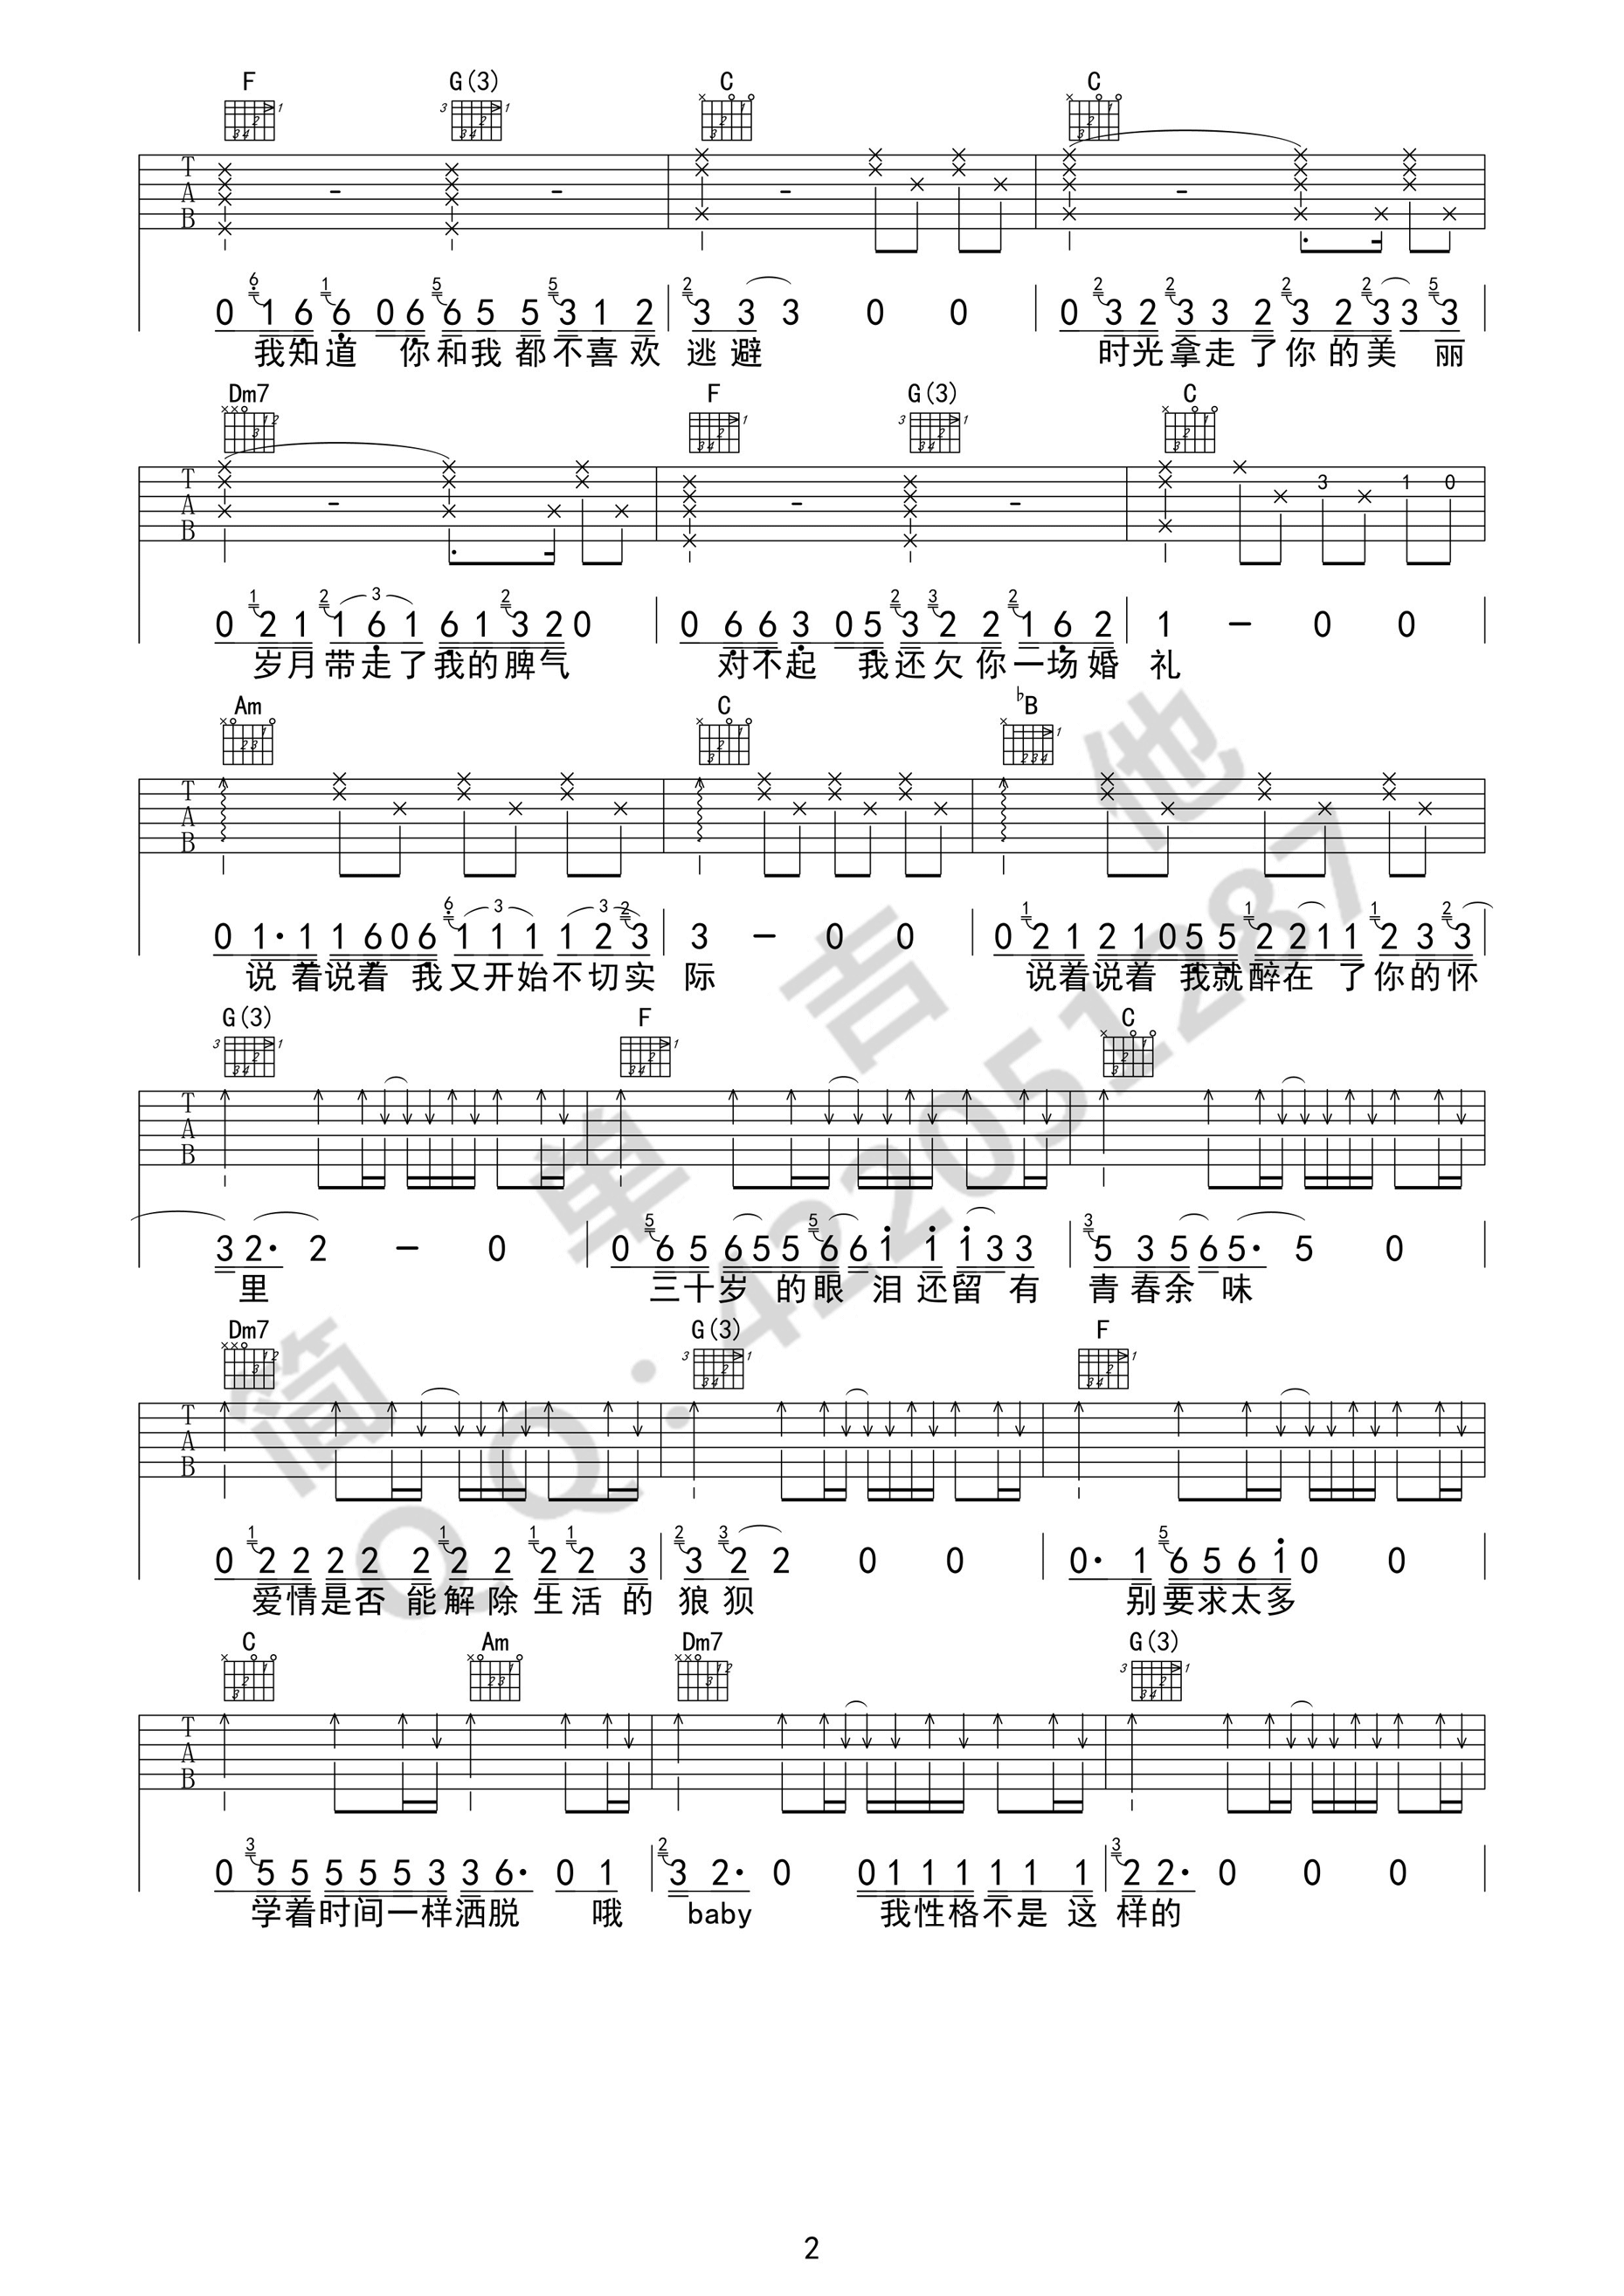 F G(3) C C
3 1 1
T A B
0 1 6 6 0 6 6 5 5 3 1 2 3 3 3 0 0 0 3 2 3 3 2 3 2 3 3 3
我知道 你和我 都不喜欢 逃避 时光拿走了你的美 丽
Dm7 F G(3) C
T A B 3 1 0
0 2 1 1 6 1 6 1 3 2 0 0 6 6 3 0 5 3 2 2 1 6 2 1 — 0 0
岁月带走了我的脾气 对不起 我还欠你一场婚 礼
Am C ♭B
T A B
0 1· 1 1 6 0 6 1 1 1 1 2 3 3 — 0 0 0 2 1 2 1 0 5 5 2 2 1 1 2 3 3
说 着说着 我又开始不切实 际 说着说着 我就醉在 了你的怀
G(3) F C
T A B
3 2· 2 — 0 0 6 5 6 5 5 6 6 1 1 1 3 3 5 3 5 6 5· 5 0
里 三十岁 的眼 泪还留 有 青春余 味
Dm7 G(3) F
T A B
0 2 2 2 2 2 2 2 2 2 3 3 2 2 0 0 0· 1 6 5 6 1 0 0
爱情是否 能解除生活 的 狼狈 别要求太多
C Am Dm7 G(3)
T A B
0 5 5 5 5 5 3 3 6· 0 1 3 2· 0 0 1 1 1 1 1 1 2 2· 0 0 0
学着时间一样洒脱 哦 baby 我性格不是 这 样的
简单吉他
QQ:422051287
2